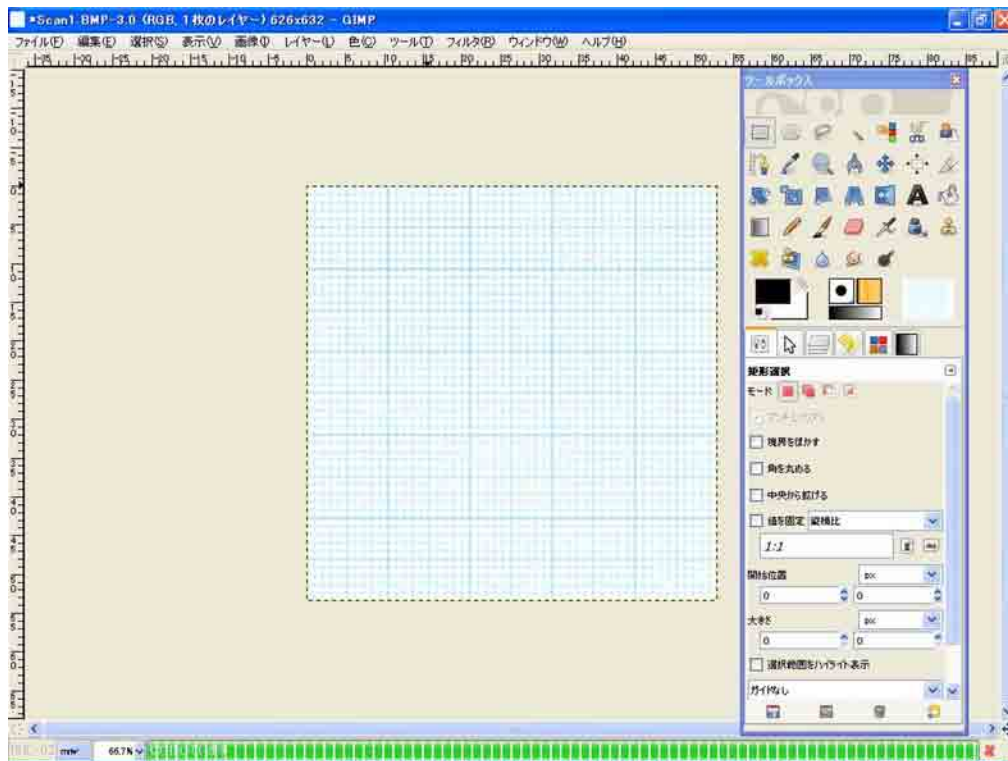 *Scan1.BMP-3.0 (RGB, 1 枚のレイヤー) 626x632 – GIMP
ファイル(F) 編集(E) 選択(S) 表示(V) 画像(I) レイヤー(L) 色(C) ツール(T) フィルタ(R) ウィンドウ(W) ヘルプ(H)
ツールボックス
矩形選択
モード
境界をぼかす
角を丸める
中央から拡げる
値を固定 縦横比
1:1
開始位置 px
0 0
大きさ px
0 0
選択範囲をハイライト表示
ガイドなし
66.7%